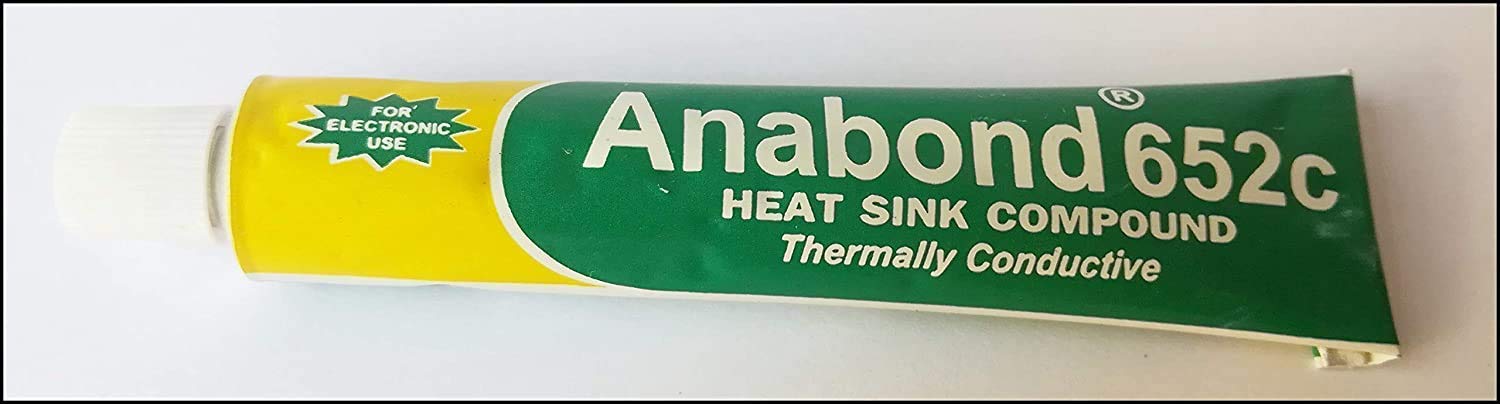 FOR
ELECTRONIC
USE
Anabond® 652c
HEAT SINK COMPOUND
Thermally Conductive